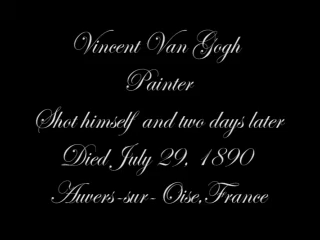 Vincent Van Gogh
Painter
Shot himself and two days later
Died July 29, 1890
Auvers-sur-Oise,France